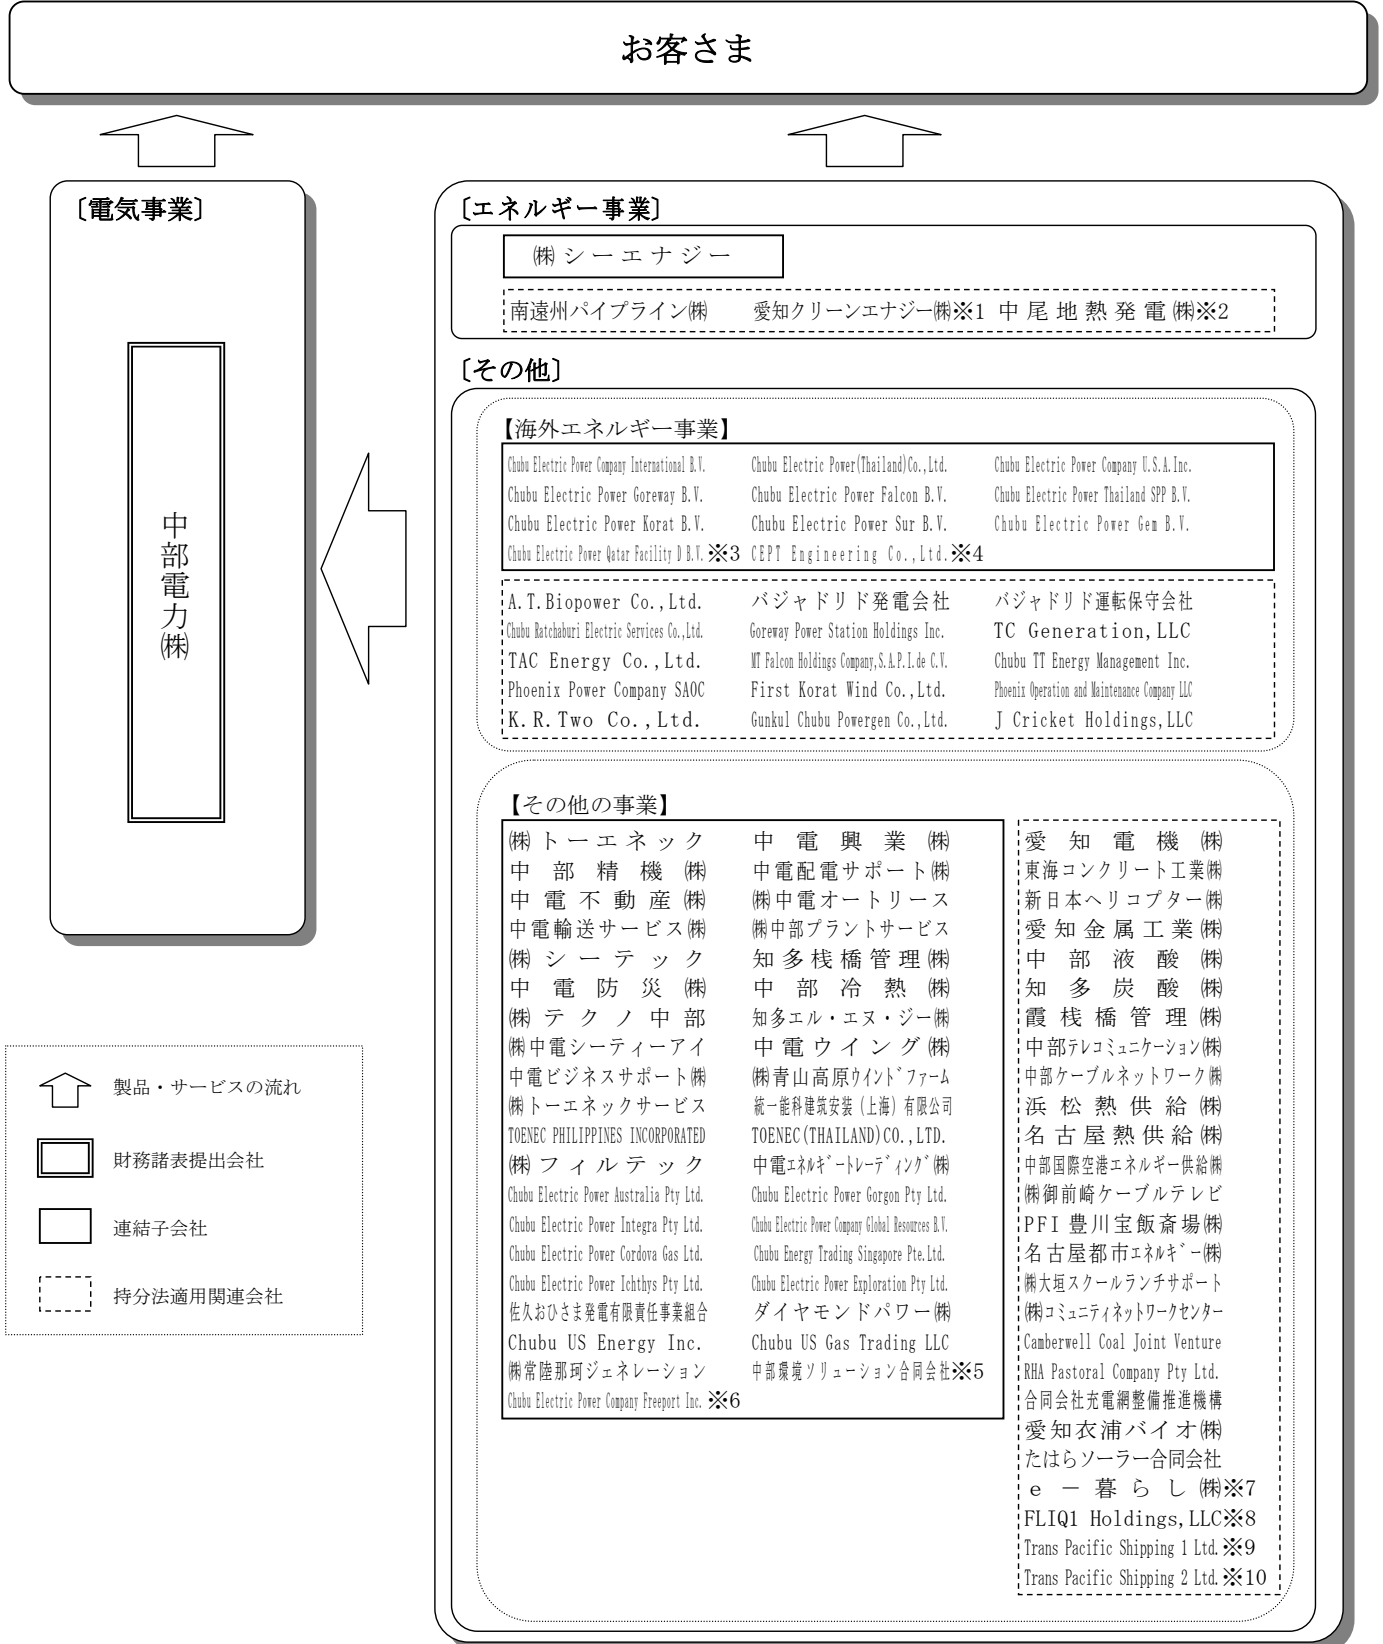 お客さま
〔電気事業〕
中部電力㈱
〔エネルギー事業〕
㈱シーエナジー
南遠州パイプライン㈱ 愛知クリーンエナジー㈱※1 中尾地熱発電㈱※2
〔その他〕
【海外エネルギー事業】
Chubu Electric Power Company International B.V. Chubu Electric Power(Thailand)Co.,Ltd. Chubu Electric Power Company U.S.A.Inc.
Chubu Electric Power Goreway B.V. Chubu Electric Power Falcon B.V. Chubu Electric Power Thailand SPP B.V.
Chubu Electric Power Korat B.V. Chubu Electric Power Sur B.V. Chubu Electric Power Gem B.V.
Chubu Electric Power Qatar Facility D B.V.※3 CEPT Engineering Co.,Ltd.※4
A.T.Biopower Co.,Ltd. バジャドリド発電会社 バジャドリド運転保守会社
Chubu Ratchaburi Electric Services Co.,Ltd. Goreway Power Station Holdings Inc. TC Generation,LLC
TAC Energy Co.,Ltd. MT Falcon Holdings Company,S.A.P.I.de C.V. Chubu TT Energy Management Inc.
Phoenix Power Company SAOC First Korat Wind Co.,Ltd. Phoenix Operation and Maintenance Company LLC
K.R.Two Co.,Ltd. Gunkul Chubu Powergen Co.,Ltd. J Cricket Holdings,LLC
【その他の事業】
㈱トーエネック 中電興業㈱
中部精機㈱ 中電配電サポート㈱
中電不動産㈱ ㈱中電オートリース
中電輸送サービス㈱ ㈱中部プラントサービス
㈱シーテック 知多桟橋管理㈱
中電防災㈱ 中部冷熱㈱
㈱テクノ中部 知多エル・エヌ・ジー㈱
㈱中電シーティーアイ 中電ウイング㈱
中電ビジネスサポート㈱ ㈱青山高原ウインドファーム
㈱トーエネックサービス 統一能科建筑安装（上海）有限公司
TOENEC PHILIPPINES INCORPORATED TOENEC(THAILAND)CO.,LTD.
㈱フィルテック 中電エネルギートレーディング㈱
Chubu Electric Power Australia Pty Ltd. Chubu Electric Power Gorgon Pty Ltd.
Chubu Electric Power Integra Pty Ltd. Chubu Electric Power Company Global Resources B.V.
Chubu Electric Power Cordova Gas Ltd. Chubu Energy Trading Singapore Pte.Ltd.
Chubu Electric Power Ichthys Pty Ltd. Chubu Electric Power Exploration Pty Ltd.
佐久おひさま発電有限責任事業組合 ダイヤモンドパワー㈱
Chubu US Energy Inc. Chubu US Gas Trading LLC
㈱常陸那珂ジェネレーション 中部環境ソリューション合同会社※5
Chubu Electric Power Company Freeport Inc.※6
愛知電機㈱
東海コンクリート工業㈱
新日本ヘリコプター㈱
愛知金属工業㈱
中部液酸㈱
知多炭酸㈱
霞桟橋管理㈱
中部テレコミュニケーション㈱
中部ケーブルネットワーク㈱
浜松熱供給㈱
名古屋熱供給㈱
中部国際空港エネルギー供給㈱
㈱御前崎ケーブルテレビ
PFI 豊川宝飯斎場㈱
名古屋都市エネルギー㈱
㈱大垣スクールランチサポート
㈱コミュニティネットワークセンター
Camberwell Coal Joint Venture
RHA Pastoral Company Pty Ltd.
合同会社充電網整備推進機構
愛知衣浦バイオ㈱
たはらソーラー合同会社
e－暮らし㈱※7
FLIQ1 Holdings,LLC※8
Trans Pacific Shipping 1 Ltd.※9
Trans Pacific Shipping 2 Ltd.※10
製品・サービスの流れ
財務諸表提出会社
連結子会社
持分法適用関連会社